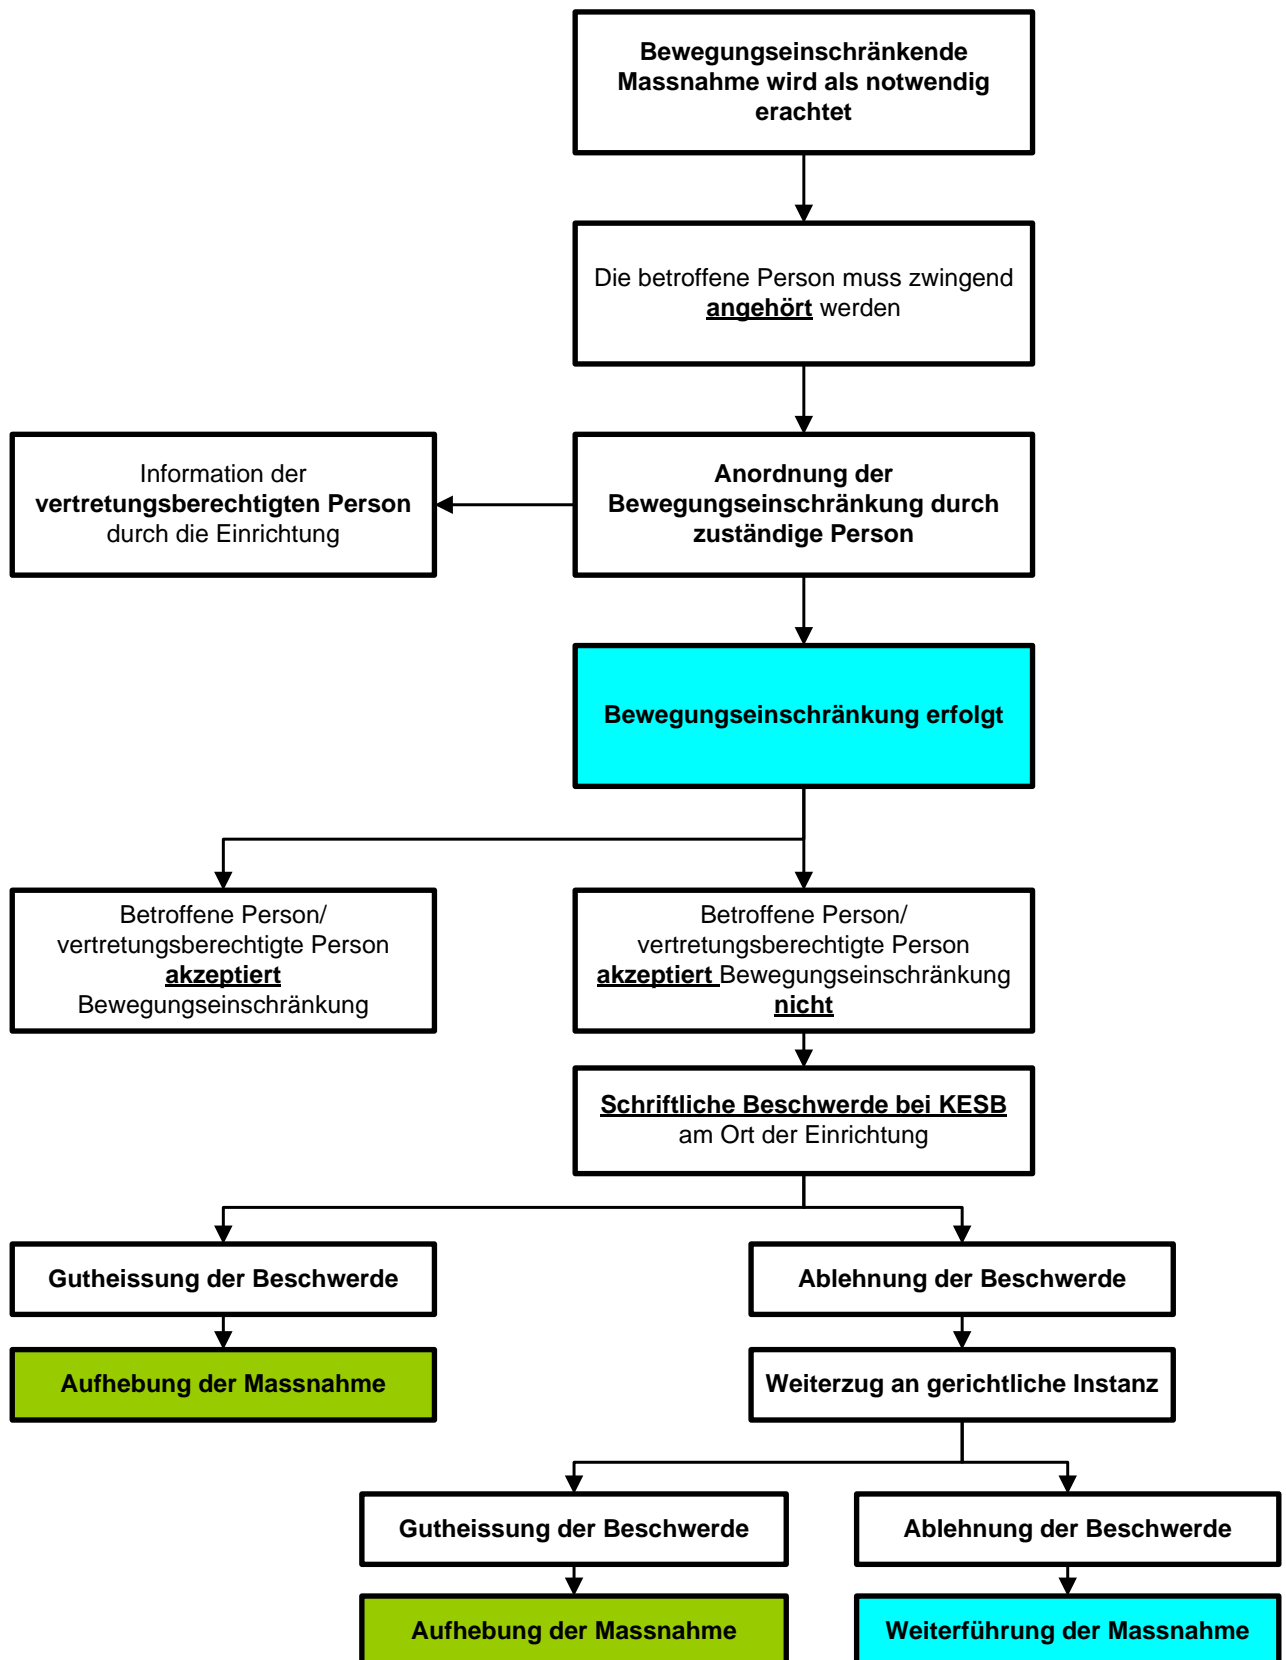 Bewegungseinschränkende
Massnahme wird als notwendig
erachtet
Die betroffene Person muss zwingend
angehört werden
Information der
vertretungsberechtigten Person
durch die Einrichtung
Anordnung der
Bewegungseinschränkung durch
zuständige Person
Bewegungseinschränkung erfolgt
Betroffene Person/
vertretungsberechtigte Person
akzeptiert
Bewegungseinschränkung
Betroffene Person/
vertretungsberechtigte Person
akzeptiert Bewegungseinschränkung
nicht
Schriftliche Beschwerde bei KESB
am Ort der Einrichtung
Gutheissung der Beschwerde
Ablehnung der Beschwerde
Aufhebung der Massnahme
Weiterzug an gerichtliche Instanz
Gutheissung der Beschwerde
Ablehnung der Beschwerde
Aufhebung der Massnahme
Weiterführung der Massnahme